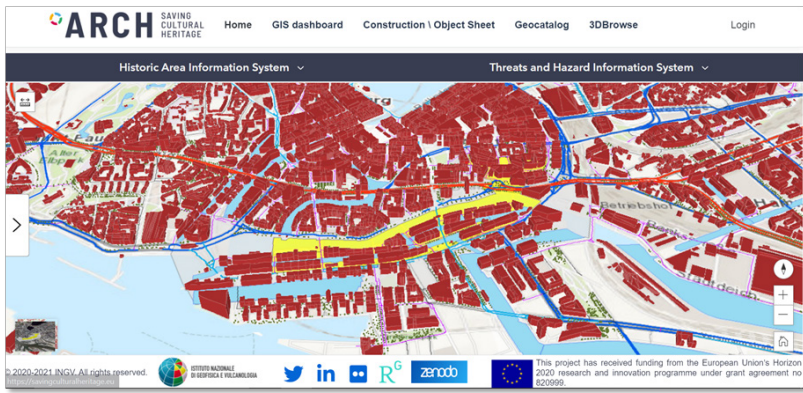 ARCH SAVING CULTURAL HERITAGE
Home GIS dashboard Construction \ Object Sheet Geocatalog 3DBrowse Login
Historic Area Information System Threats and Hazard Information System
Betriebshof
Stadtdeich
© 2020-2021 INGV. All rights reserved.
https://savingculturalheritage.eu
ISTITUTO NAZIONALE
DI GEOFISICA E VULCANOLOGIA
in
R^G
zenodo
This project has received funding from the European Union's Horizon
2020 research and innovation programme under grant agreement no
820999.